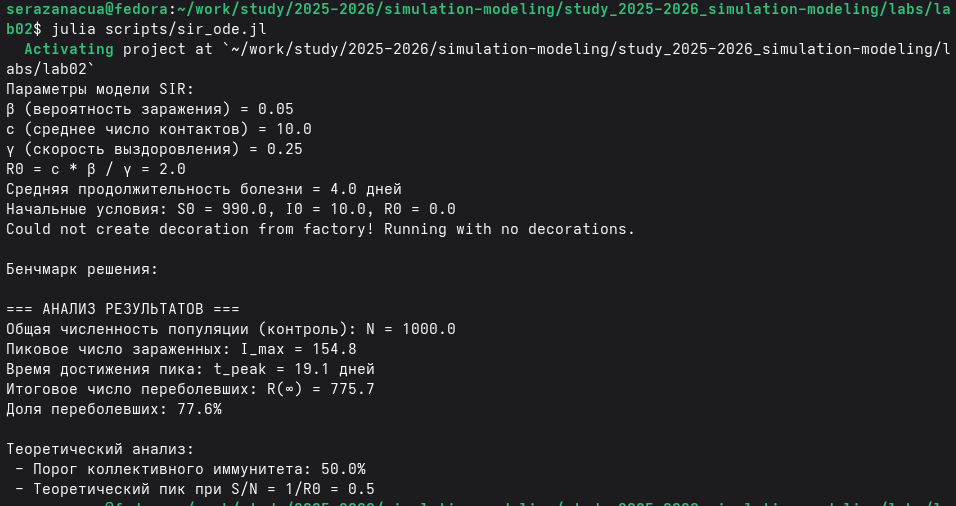 serazanacua@fedora:~/work/study/2025-2026/simulation-modeling/study_2025-2026_simulation-modeling/labs/la
b02$ julia scripts/sir_ode.jl
  Activating project at `~/work/study/2025-2026/simulation-modeling/study_2025-2026_simulation-modeling/l
abs/lab02`
Параметры модели SIR:
β (вероятность заражения) = 0.05
c (среднее число контактов) = 10.0
γ (скорость выздоровления) = 0.25
R0 = c * β / γ = 2.0
Средняя продолжительность болезни = 4.0 дней
Начальные условия: S0 = 990.0, I0 = 10.0, R0 = 0.0
Could not create decoration from factory! Running with no decorations.

Бенчмарк решения:

=== АНАЛИЗ РЕЗУЛЬТАТОВ ===
Общая численность популяции (контроль): N = 1000.0
Пиковое число зараженных: I_max = 154.8
Время достижения пика: t_peak = 19.1 дней
Итоговое число переболевших: R(∞) = 775.7
Доля переболевших: 77.6%

Теоретический анализ:
 - Порог коллективного иммунитета: 50.0%
 - Теоретический пик при S/N = 1/R0 = 0.5